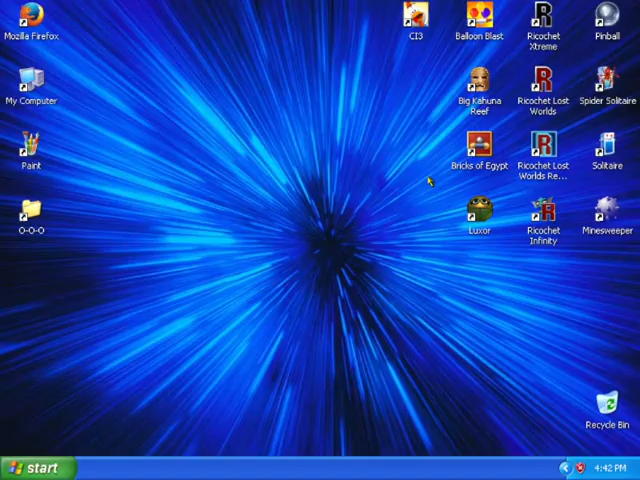 Mozilla Firefox
CI3
Balloon Blast
Ricochet
Xtreme
Pinball
My Computer
Big Kahuna
Reef
Ricochet Lost
Worlds
Spider Solitaire
Paint
Bricks of Egypt
Ricochet Lost
Worlds Re...
Solitaire
O-O-O
Luxor
Ricochet
Infinity
Minesweeper
Recycle Bin
start
4:42 PM